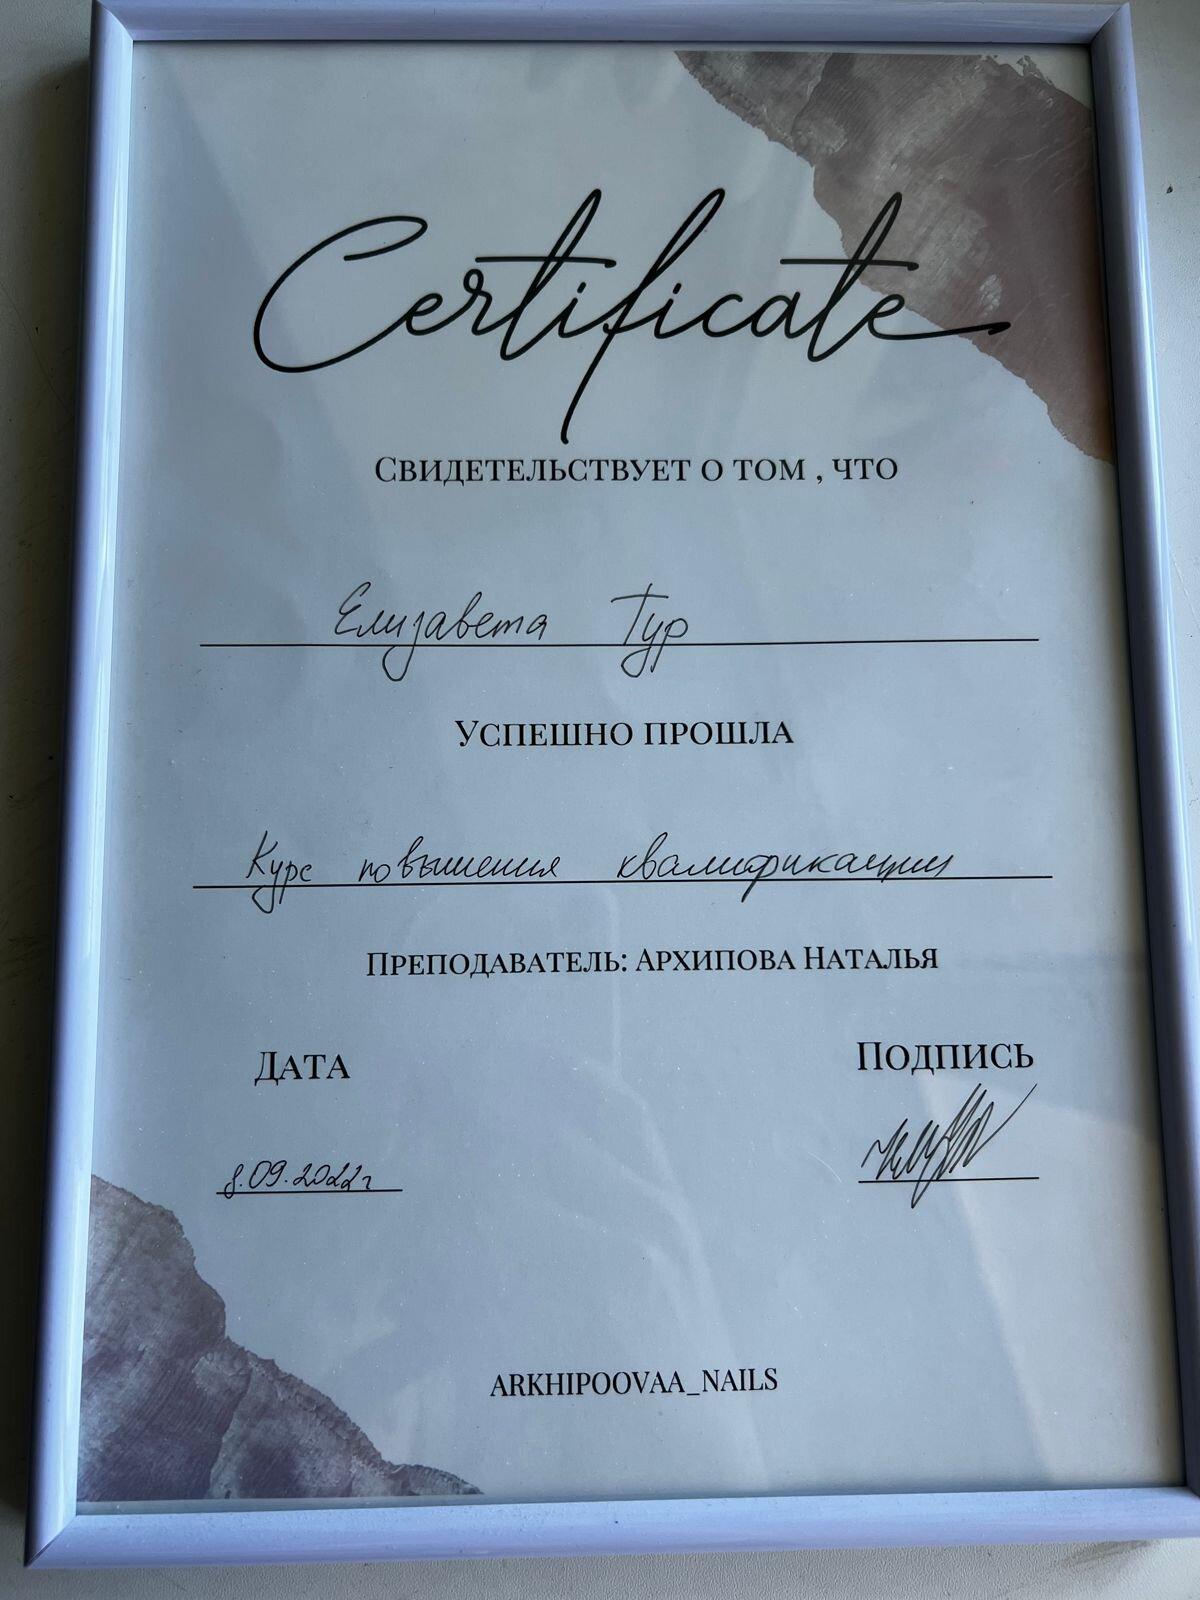 Certificate
Свидетельствует о том , что
Елизавета Тур
Успешно прошла
Курс повышения квалификации
Преподаватель: Архипова Наталья
Дата
Подпись
8.09.2022г
ARKHIPOOVAA_NAILS